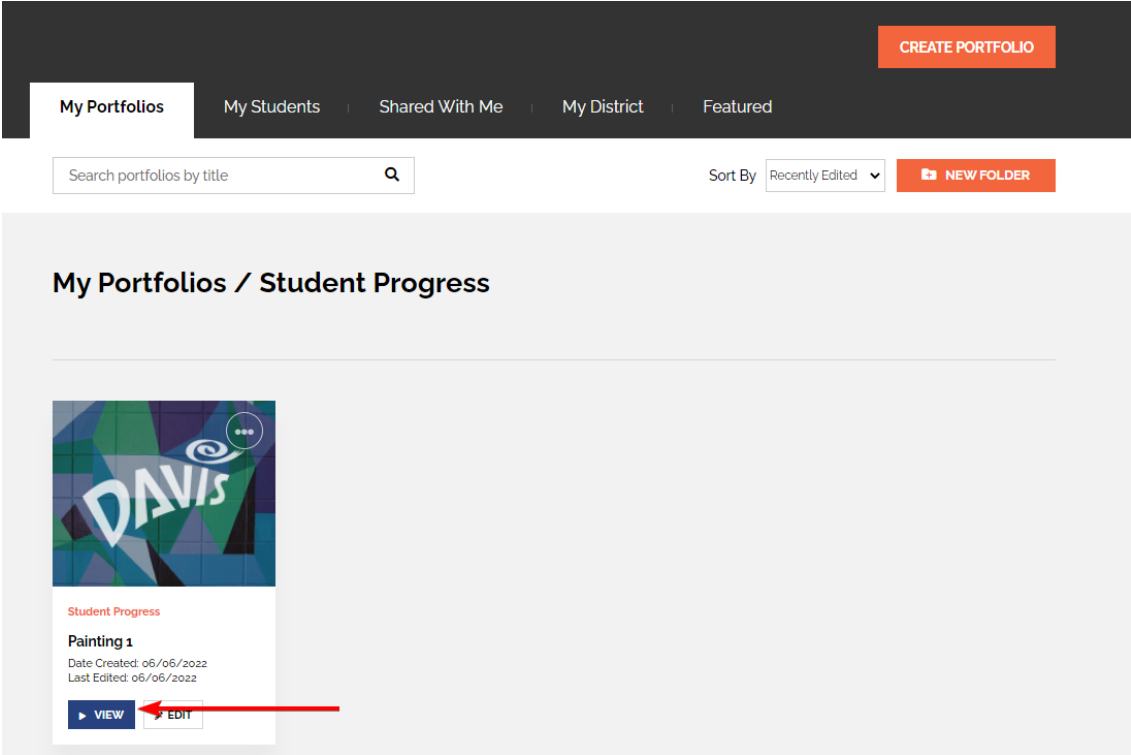 CREATE PORTFOLIO
My Portfolios My Students Shared With Me My District Featured
Search portfolios by title Sort By Recently Edited NEW FOLDER
My Portfolios / Student Progress
DAVIS
Student Progress
Painting 1
Date Created: 06/06/2022
Last Edited: 06/06/2022
VIEW EDIT